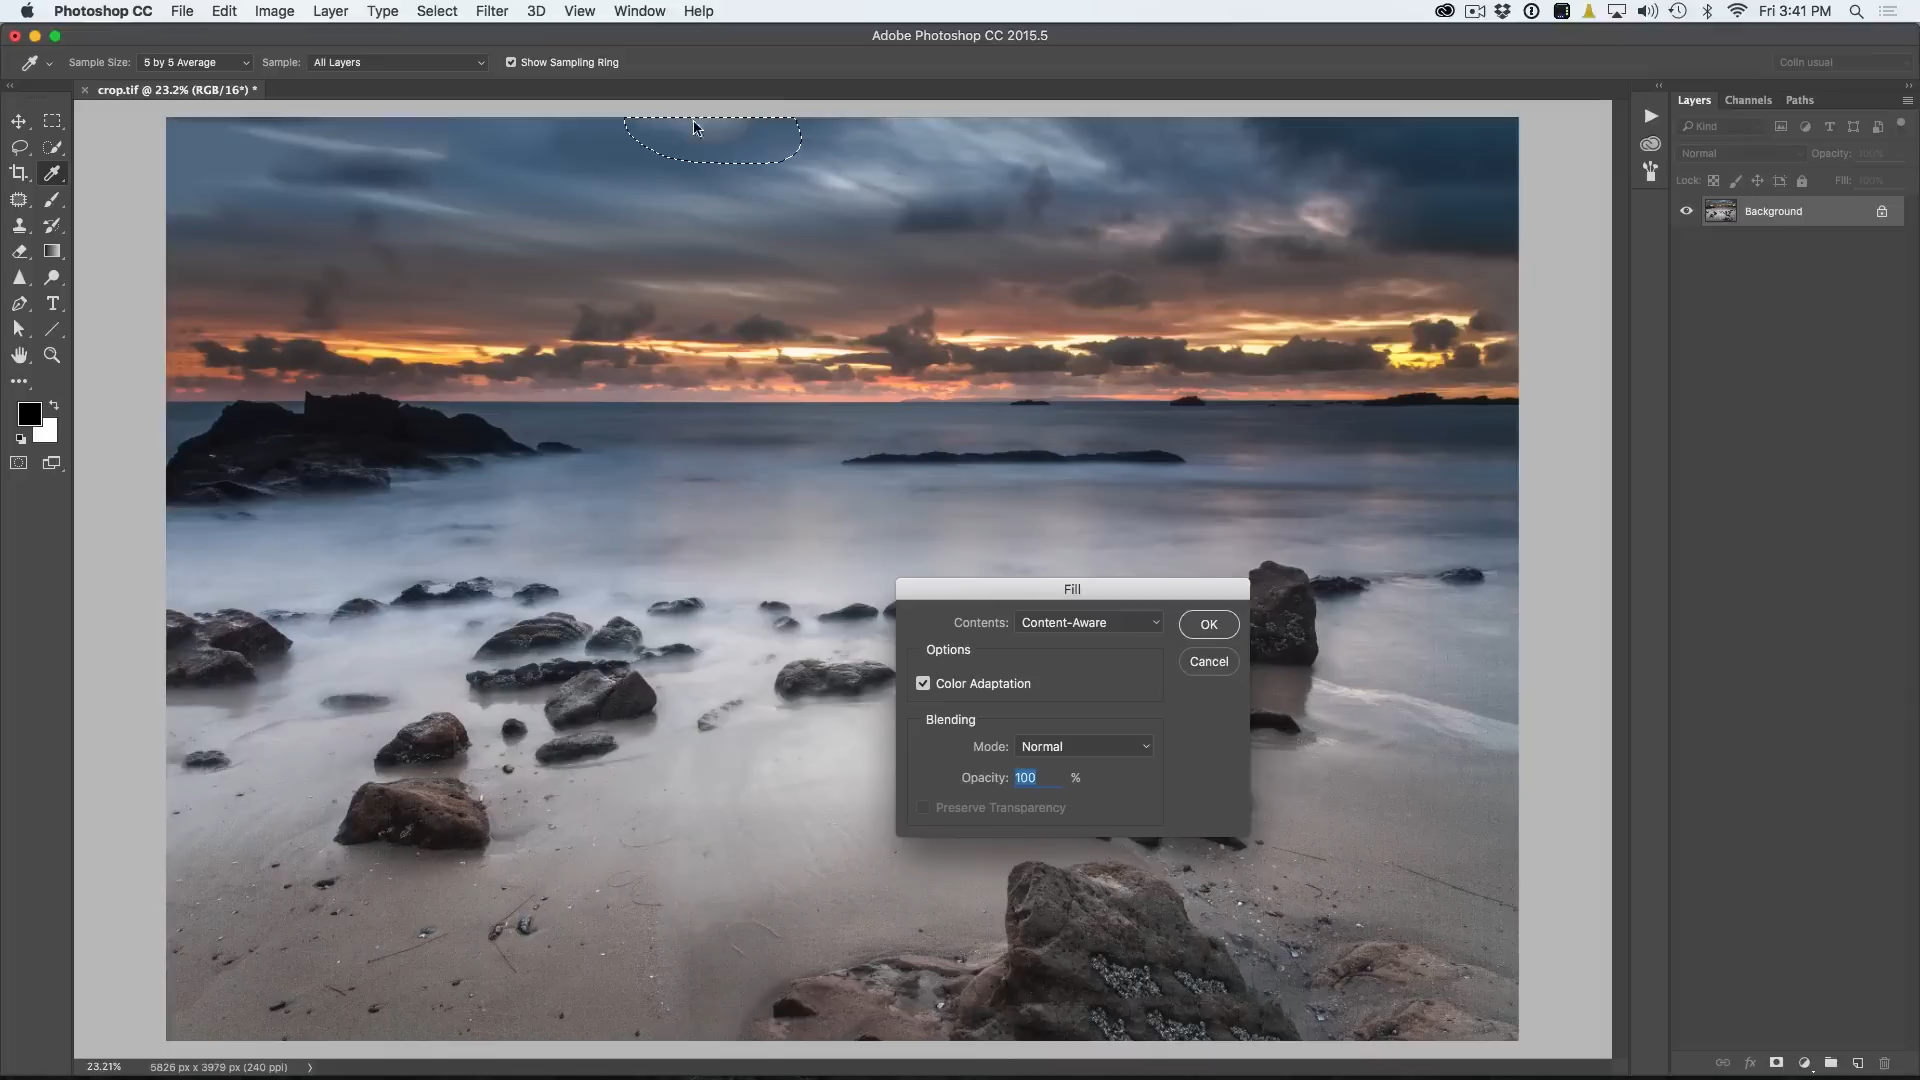 Photoshop CC File Edit Image Layer Type Select Filter 3D View Window Help Fri 3:41 PM
Adobe Photoshop CC 2015.5
Sample Size: 5 by 5 Average Sample: All Layers Show Sampling Ring Colin usual
crop.tif @ 23.2% (RGB/16*) *
Layers Channels Paths
Kind
Normal Opacity: 100%
Lock: Fill: 100%
Background
Fill
Contents: Content-Aware
OK
Options
Cancel
Color Adaptation
Blending
Mode: Normal
Opacity: 100 %
Preserve Transparency
23.21% 5826 px x 3979 px (240 ppi)